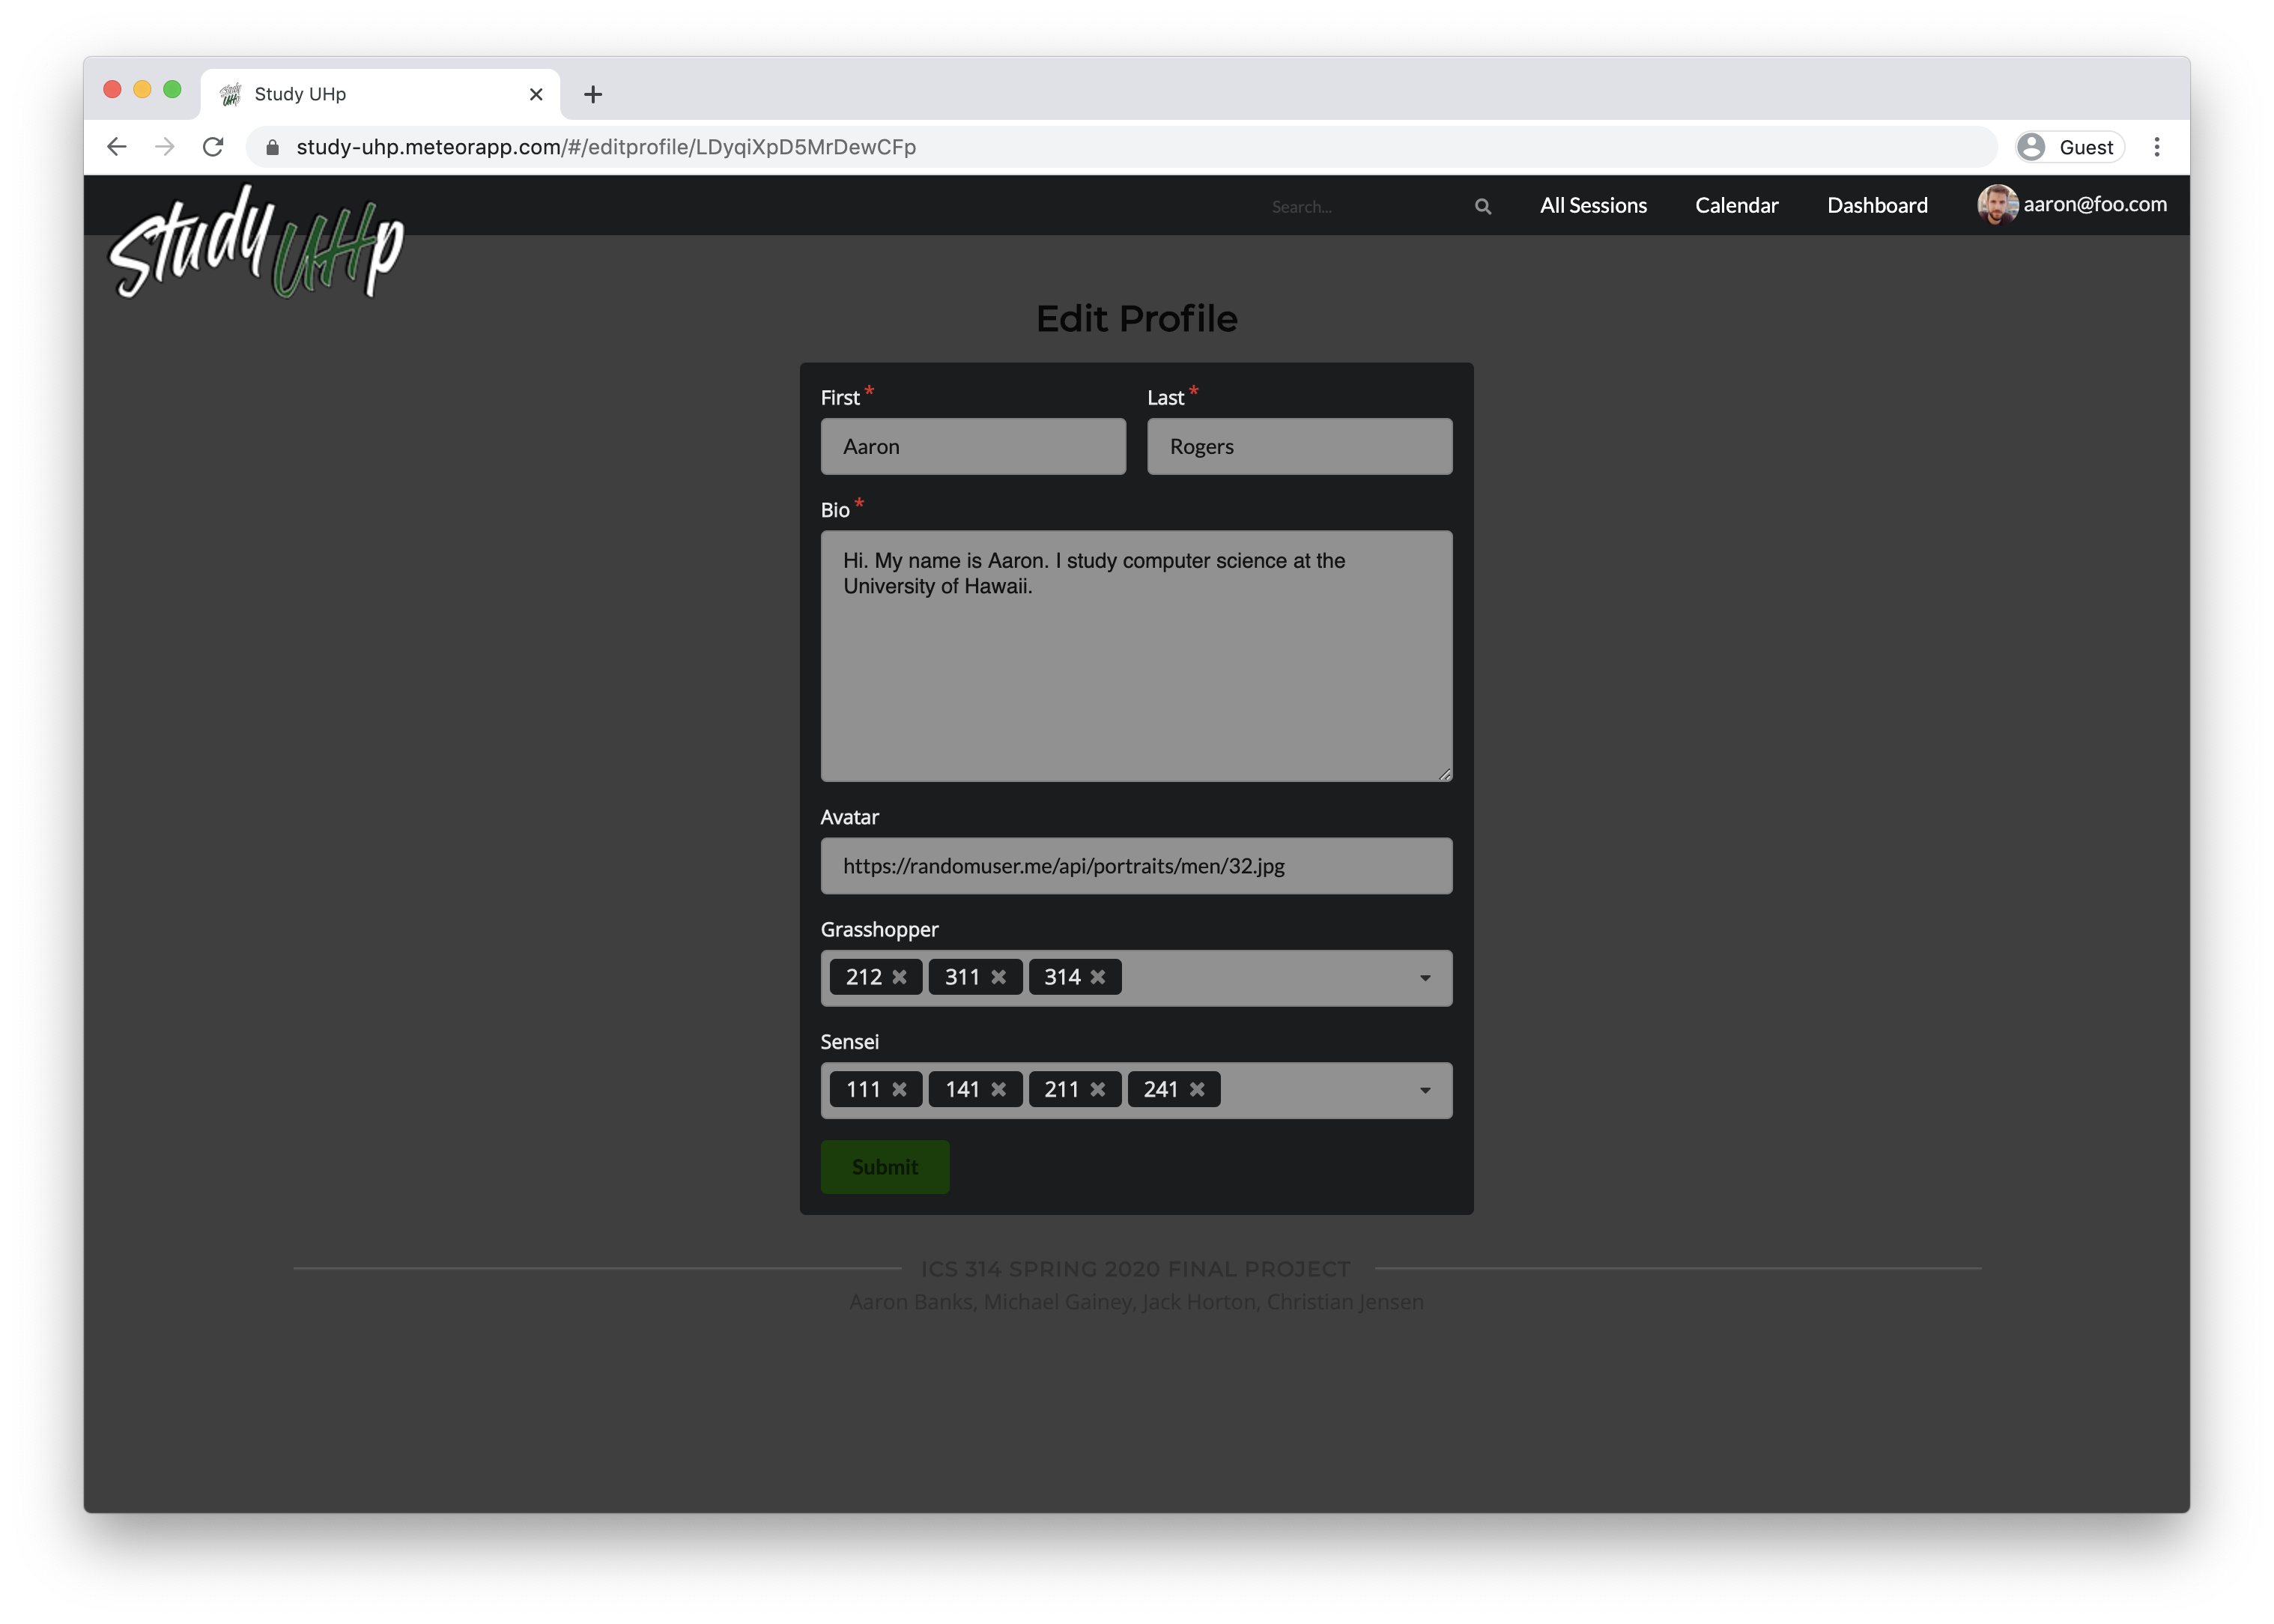 Study UHp
study-uhp.meteorapp.com/#/editprofile/LDyqiXpD5MrDewCFp
Guest
Study UHp
Search...
All Sessions
Calendar
Dashboard
aaron@foo.com
Edit Profile
First *
Last *
Aaron
Rogers
Bio *
Hi. My name is Aaron. I study computer science at the
University of Hawaii.
Avatar
https://randomuser.me/api/portraits/men/32.jpg
Grasshopper
212 311 314
Sensei
111 141 211 241
Submit
ICS 314 SPRING 2020 FINAL PROJECT
Aaron Banks, Michael Gainey, Jack Horton, Christian Jensen